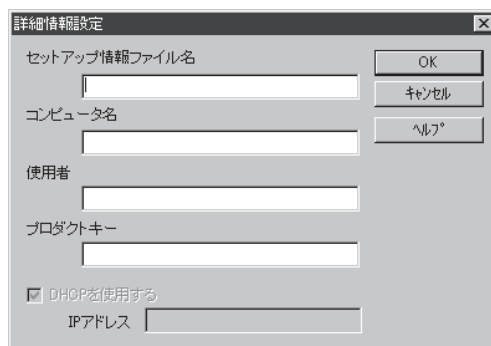 詳細情報設定
セットアップ情報ファイル名
OK
キャンセル
コンピュータ名
ヘルプ
使用者
プロダクトキー
DHCPを使用する
IPアドレス